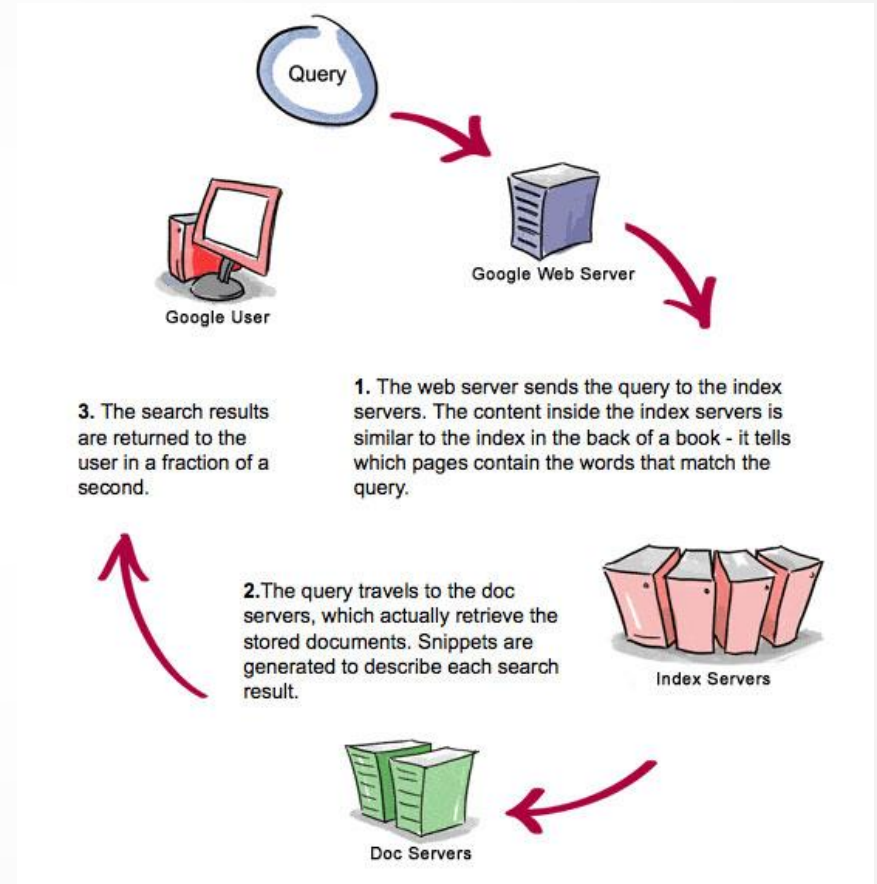 Query
Google Web Server
Google User
1. The web server sends the query to the index
servers. The content inside the index servers is
similar to the index in the back of a book - it tells
which pages contain the words that match the
query.
3. The search results
are returned to the
user in a fraction of a
second.
2.The query travels to the doc
servers, which actually retrieve the
stored documents. Snippets are
generated to describe each search
result.
Index Servers
Doc Servers